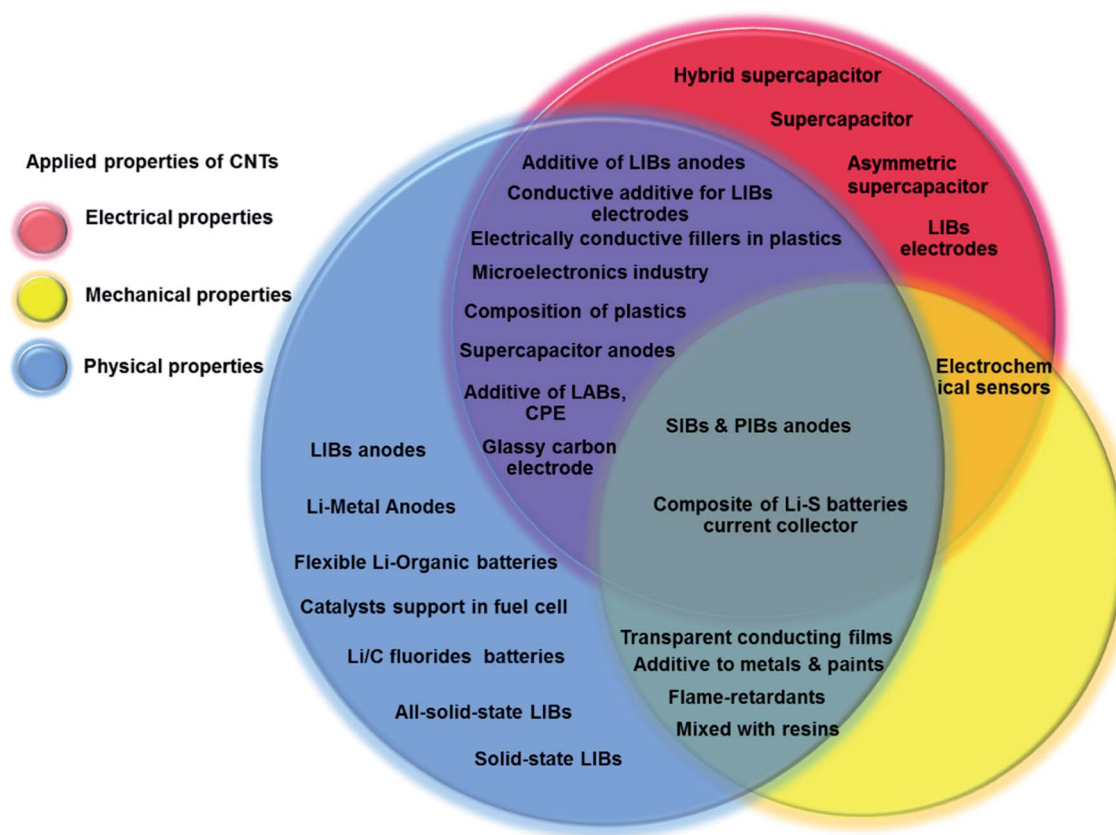 Applied properties of CNTs
Electrical properties
Mechanical properties
Physical properties
Hybrid supercapacitor
Supercapacitor
Asymmetric
supercapacitor
LIBs
electrodes
Additive of LIBs anodes
Conductive additive for LIBs
electrodes
Electrically conductive fillers in plastics
Microelectronics industry
Composition of plastics
Supercapacitor anodes
Additive of LABs,
CPE
Glassy carbon
electrode
Electrochem
ical sensors
SIBs & PIBs anodes
Composite of Li-S batteries
current collector
LIBs anodes
Li-Metal Anodes
Flexible Li-Organic batteries
Catalysts support in fuel cell
Li/C fluorides batteries
All-solid-state LIBs
Solid-state LIBs
Transparent conducting films
Additive to metals & paints
Flame-retardants
Mixed with resins